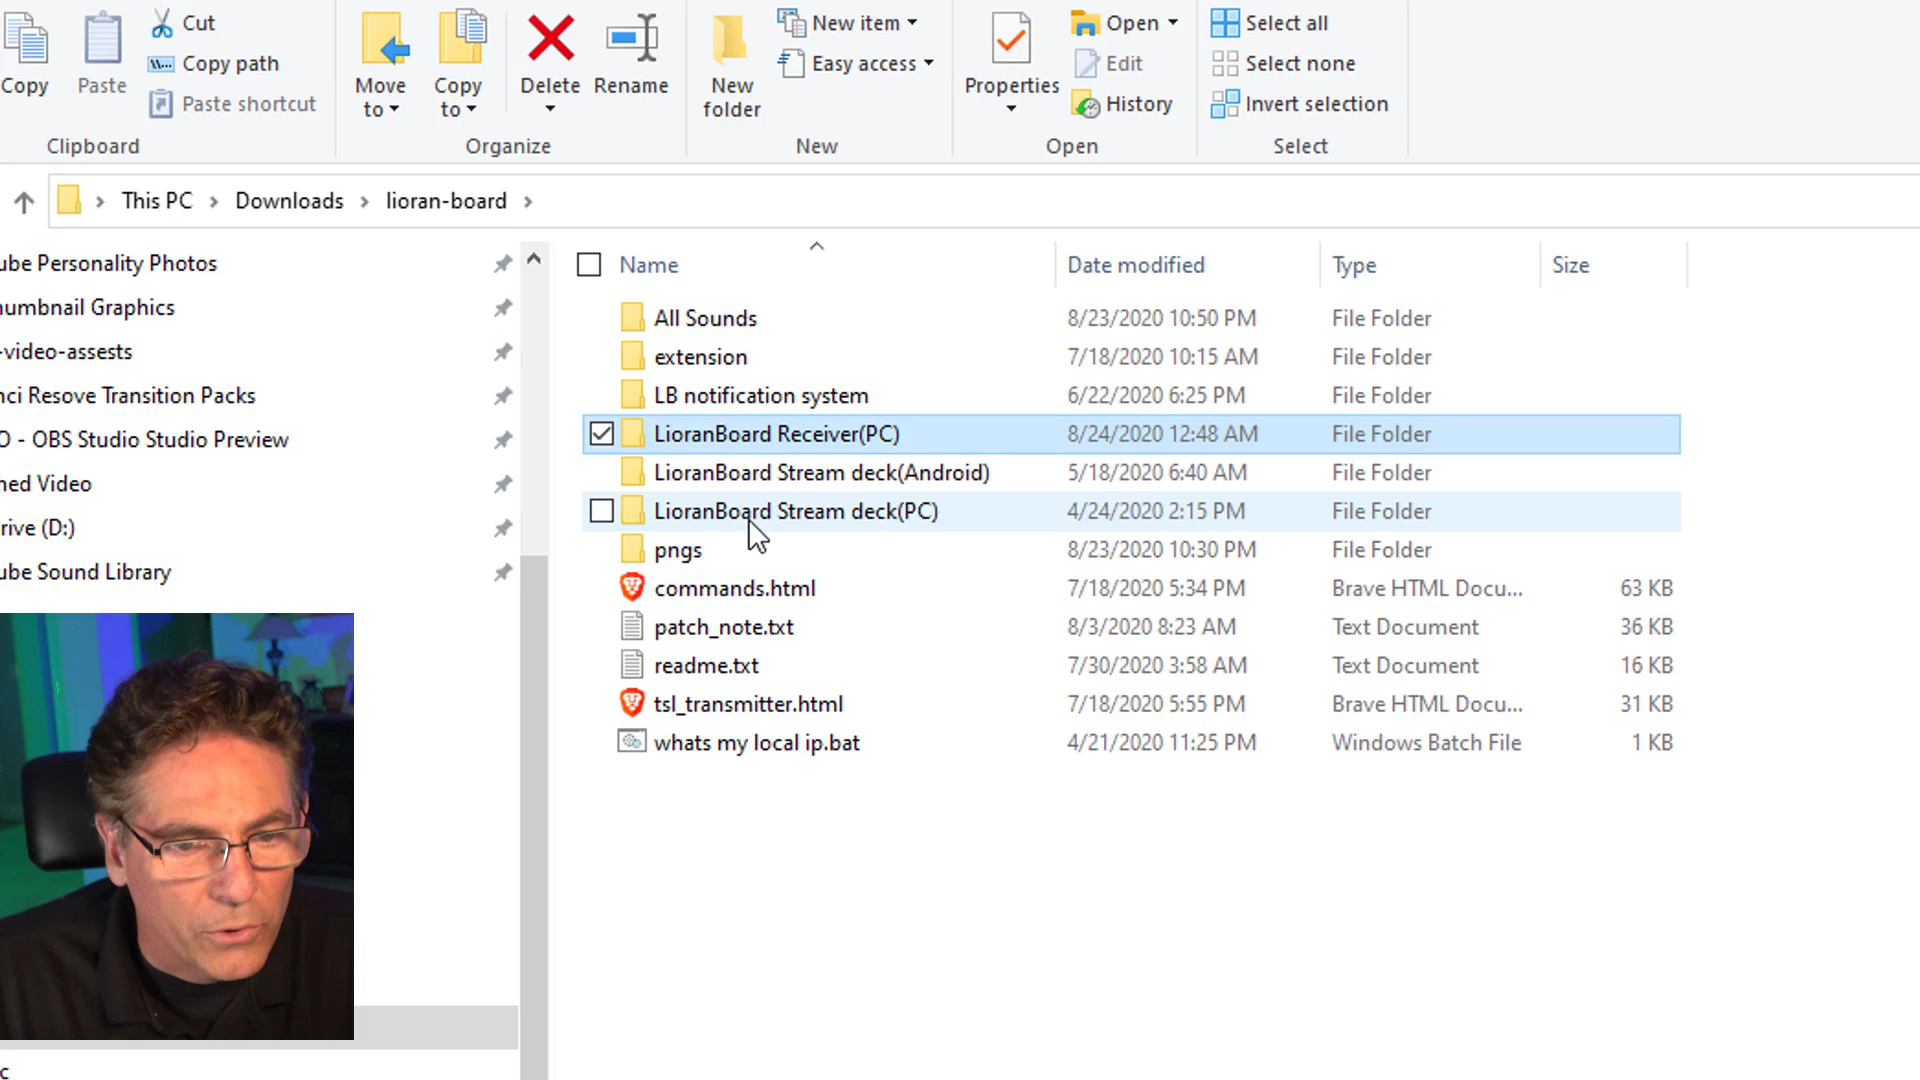 Copy
Paste
Cut
Copy path
Paste shortcut
Clipboard
Move to
Copy to
Delete
Rename
Organize
New folder
New item
Easy access
New
Properties
Open
Edit
History
Open
Select all
Select none
Invert selection
Select
This PC > Downloads > lioran-board >
ube Personality Photos
umbnail Graphics
-video-assests
nci Resove Transition Packs
O - OBS Studio Studio Preview
ned Video
rive (D:)
ube Sound Library
c
Name Date modified Type Size
All Sounds 8/23/2020 10:50 PM File Folder
extension 7/18/2020 10:15 AM File Folder
LB notification system 6/22/2020 6:25 PM File Folder
LioranBoard Receiver(PC) 8/24/2020 12:48 AM File Folder
LioranBoard Stream deck(Android) 5/18/2020 6:40 AM File Folder
LioranBoard Stream deck(PC) 4/24/2020 2:15 PM File Folder
pngs 8/23/2020 10:30 PM File Folder
commands.html 7/18/2020 5:34 PM Brave HTML Docu... 63 KB
patch_note.txt 8/3/2020 8:23 AM Text Document 36 KB
readme.txt 7/30/2020 3:58 AM Text Document 16 KB
tsl_transmitter.html 7/18/2020 5:55 PM Brave HTML Docu... 31 KB
whats my local ip.bat 4/21/2020 11:25 PM Windows Batch File 1 KB